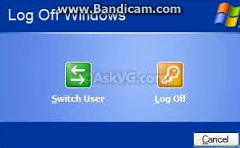 www.Bandicam.com
Log Off Windows
AskVG.com
Switch User
Log Off
Cancel